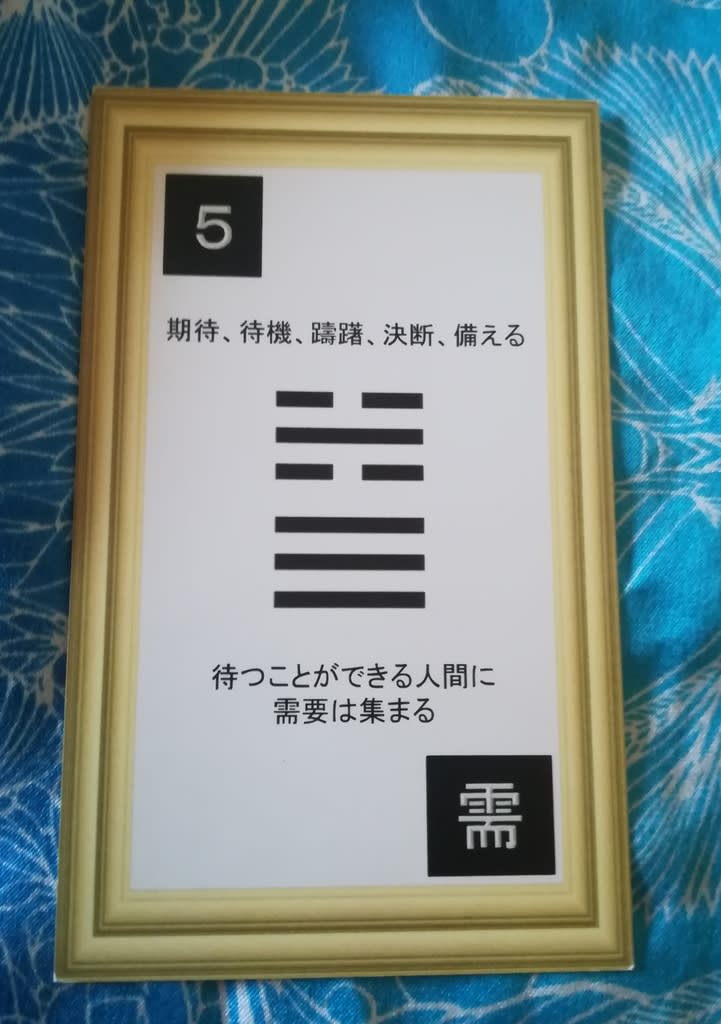 5
期待、待機、躊躇、決断、備える
待つことができる人間に
需要は集まる
需